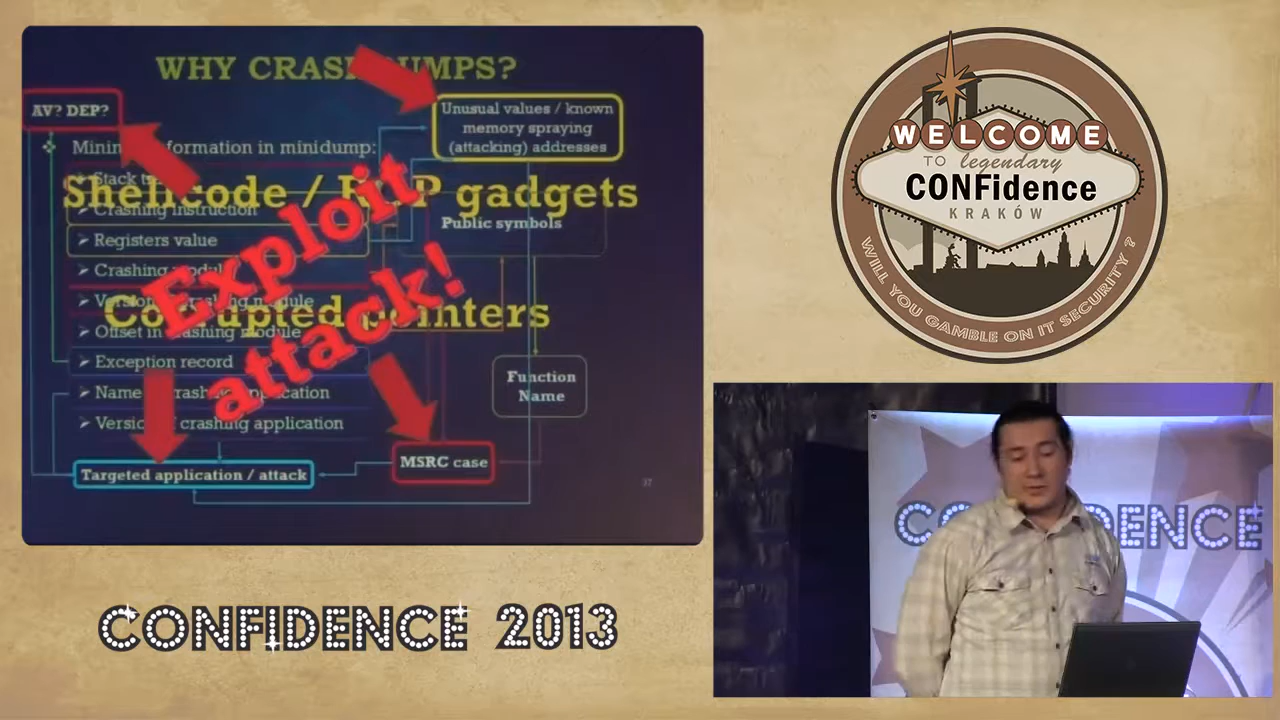 WHY CRASH DUMPS?
AV? DEP?
Unusual values / known
memory spraying
(attacking) addresses
information in minidump:
Shellcode / ROP gadgets
Crashing instruction
Public symbols
Registers value
Exploit
attack!
Crashing module
Version of crashing module
Corrupted pointers
Offset in crashing module
Exception record
Function
Name
Name of crashing application
Version of crashing application
MSRC case
Targeted application / attack
37
CONFIDENCE 2013
WELCOME
TO legendary
CONFidence
KRAKÓW
WILL YOU GAMBLE ON IT SECURITY?
CONFIDENCE